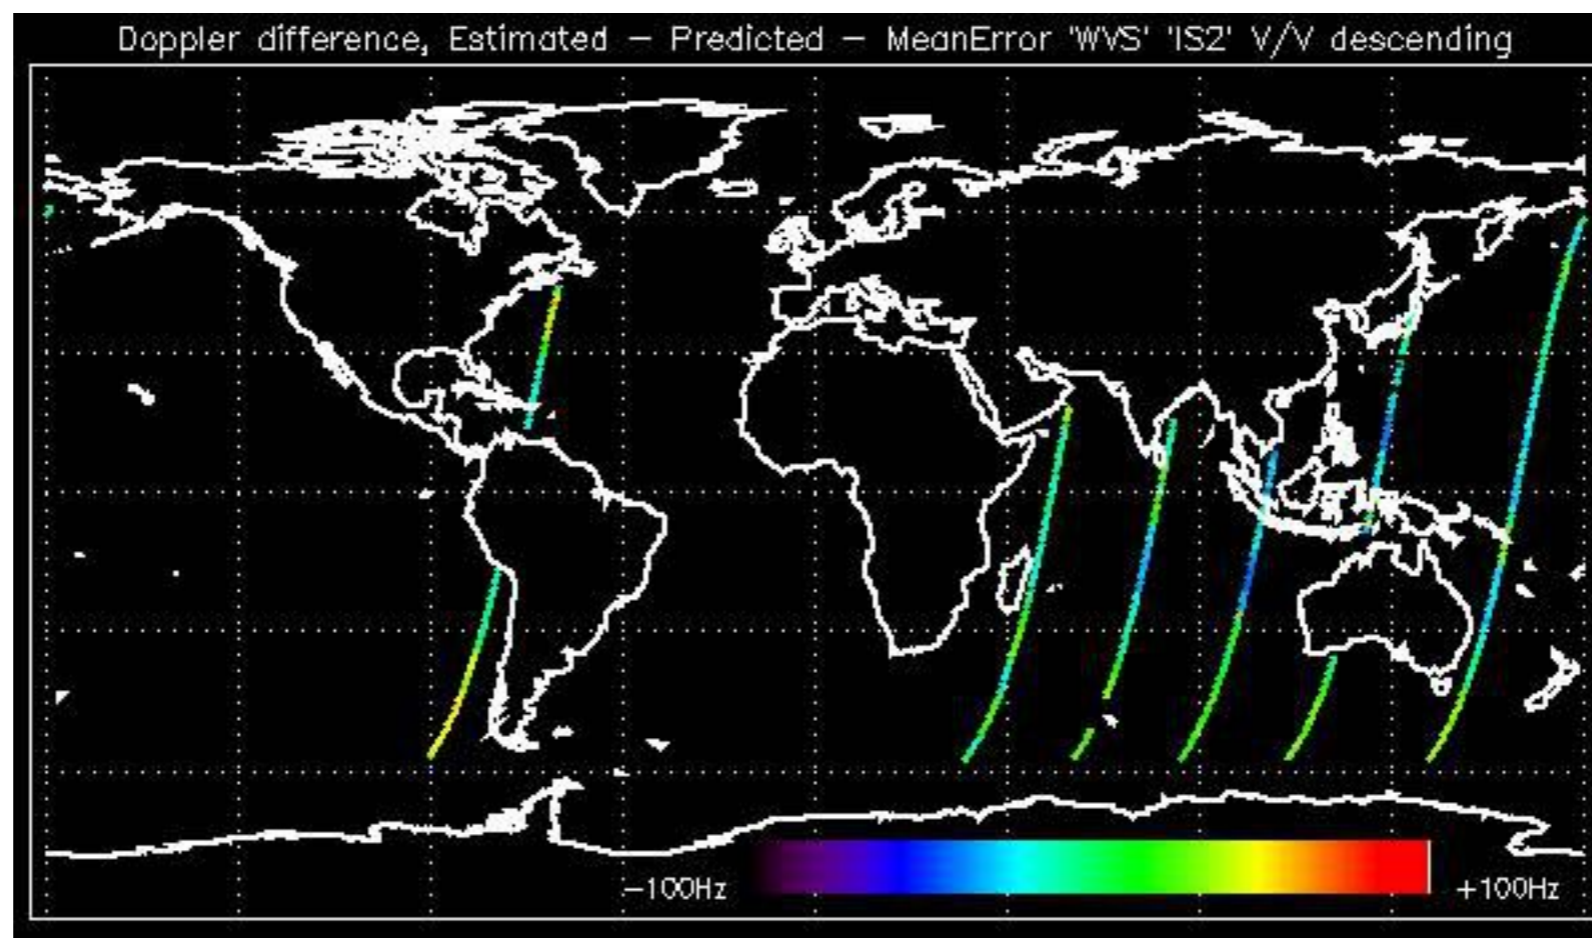 Doppler difference, Estimated – Predicted – MeanError 'WVS' 'IS2' V/V descending
–100Hz +100Hz